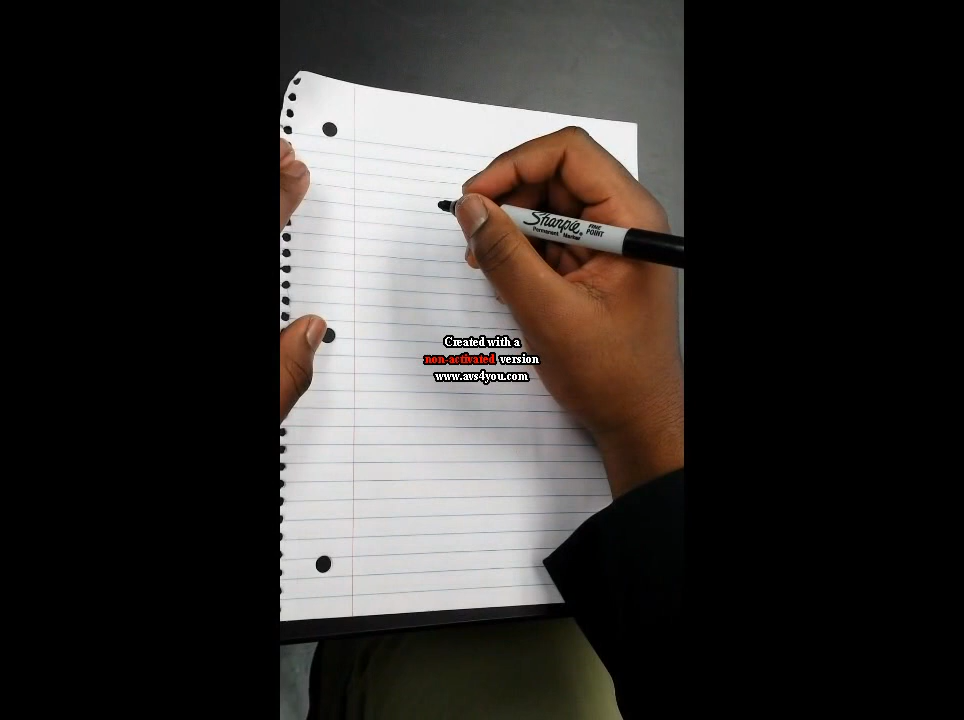 Sharpie
FINE
POINT
Permanent Marker
Created with a
non-activated version
www.avs4you.com